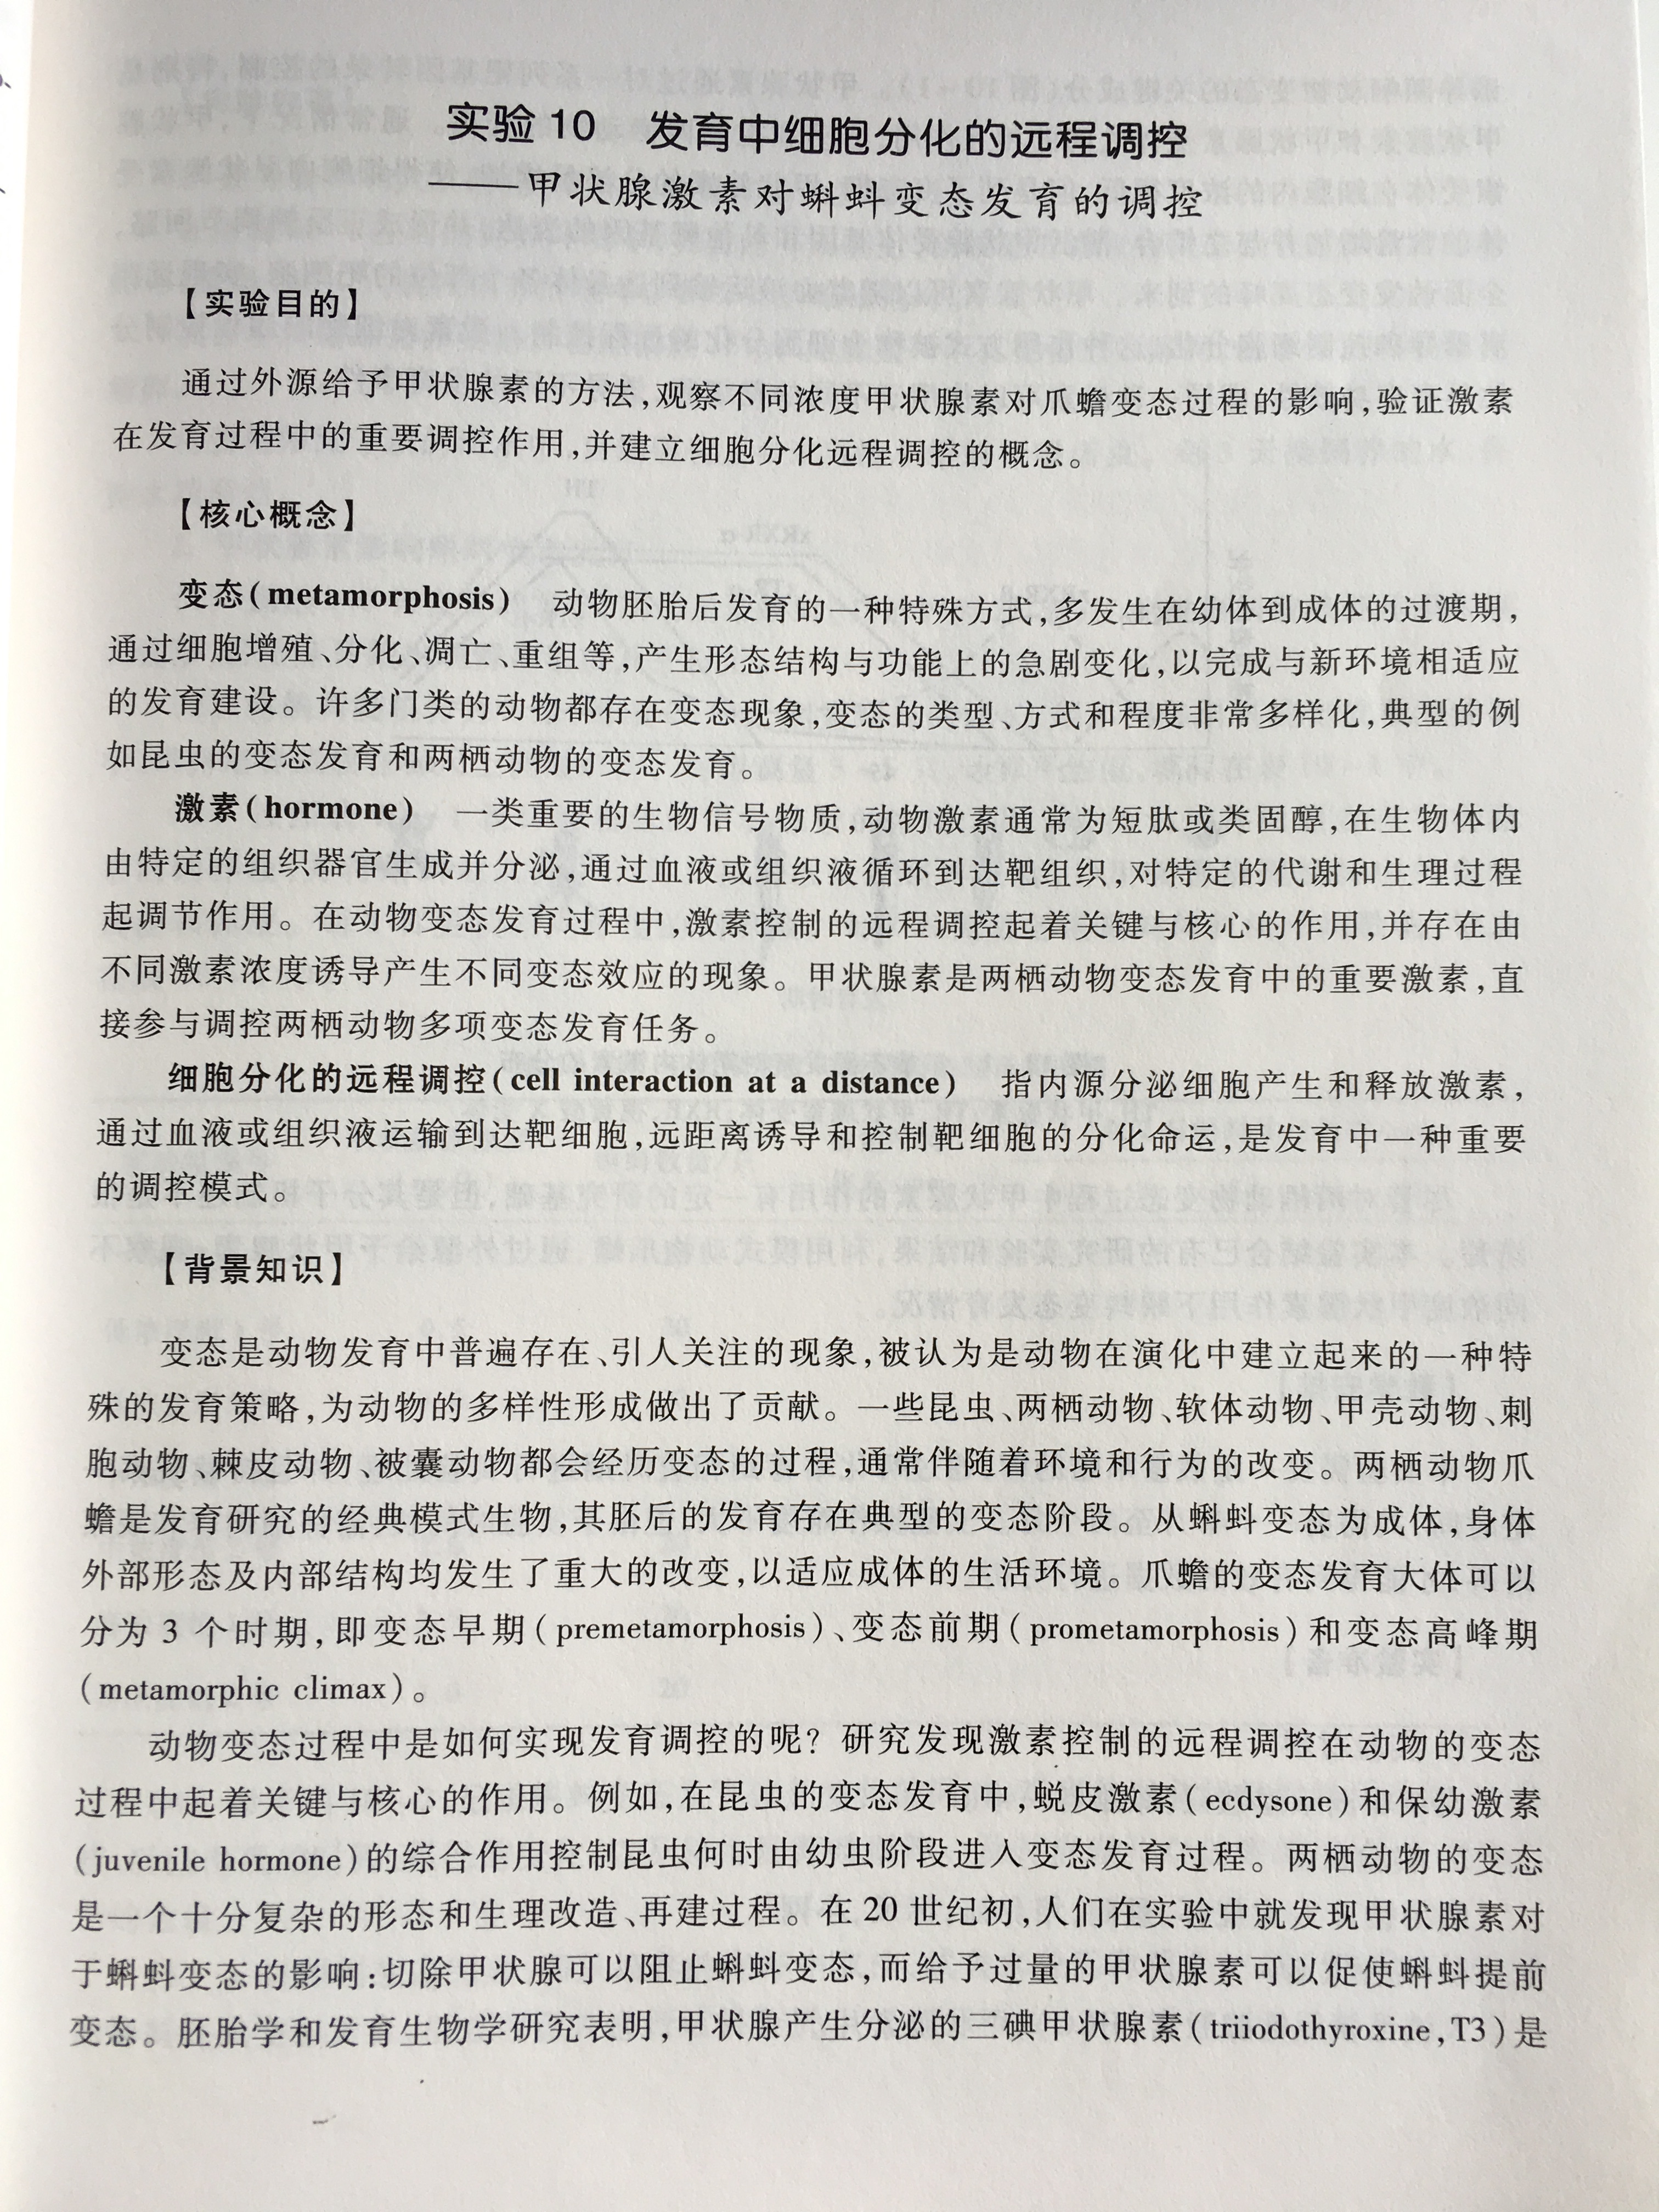 实验10　发育中细胞分化的远程调控
——甲状腺激素对蝌蚪变态发育的调控
【实验目的】
通过外源给予甲状腺素的方法,观察不同浓度甲状腺素对爪蟾变态过程的影响,验证激素
在发育过程中的重要调控作用,并建立细胞分化远程调控的概念。
【核心概念】
变态(metamorphosis)　动物胚胎后发育的一种特殊方式,多发生在幼体到成体的过渡期,
通过细胞增殖、分化、凋亡、重组等,产生形态结构与功能上的急剧变化,以完成与新环境相适应
的发育建设。许多门类的动物都存在变态现象,变态的类型、方式和程度非常多样化,典型的例
如昆虫的变态发育和两栖动物的变态发育。
激素(hormone)　一类重要的生物信号物质,动物激素通常为短肽或类固醇,在生物体内
由特定的组织器官生成并分泌,通过血液或组织液循环到达靶组织,对特定的代谢和生理过程
起调节作用。在动物变态发育过程中,激素控制的远程调控起着关键与核心的作用,并存在由
不同激素浓度诱导产生不同变态效应的现象。甲状腺素是两栖动物变态发育中的重要激素,直
接参与调控两栖动物多项变态发育任务。
细胞分化的远程调控(cell interaction at a distance)　指内源分泌细胞产生和释放激素,
通过血液或组织液运输到达靶细胞,远距离诱导和控制靶细胞的分化命运,是发育中一种重要
的调控模式。
【背景知识】
变态是动物发育中普遍存在、引人关注的现象,被认为是动物在演化中建立起来的一种特
殊的发育策略,为动物的多样性形成做出了贡献。一些昆虫、两栖动物、软体动物、甲壳动物、刺
胞动物、棘皮动物、被囊动物都会经历变态的过程,通常伴随着环境和行为的改变。两栖动物爪
蟾是发育研究的经典模式生物,其胚后的发育存在典型的变态阶段。从蝌蚪变态为成体,身体
外部形态及内部结构均发生了重大的改变,以适应成体的生活环境。爪蟾的变态发育大体可以
分为3个时期,即变态早期(premetamorphosis)、变态前期(prometamorphosis)和变态高峰期
(metamorphic climax)。
动物变态过程中是如何实现发育调控的呢？研究发现激素控制的远程调控在动物的变态
过程中起着关键与核心的作用。例如,在昆虫的变态发育中,蜕皮激素(ecdysone)和保幼激素
(juvenile hormone)的综合作用控制昆虫何时由幼虫阶段进入变态发育过程。两栖动物的变态
是一个十分复杂的形态和生理改造、再建过程。在20世纪初,人们在实验中就发现甲状腺素对
于蝌蚪变态的影响:切除甲状腺可以阻止蝌蚪变态,而给予过量的甲状腺素可以促使蝌蚪提前
变态。胚胎学和发育生物学研究表明,甲状腺产生分泌的三碘甲状腺素(triiodothyroxine,T3)是